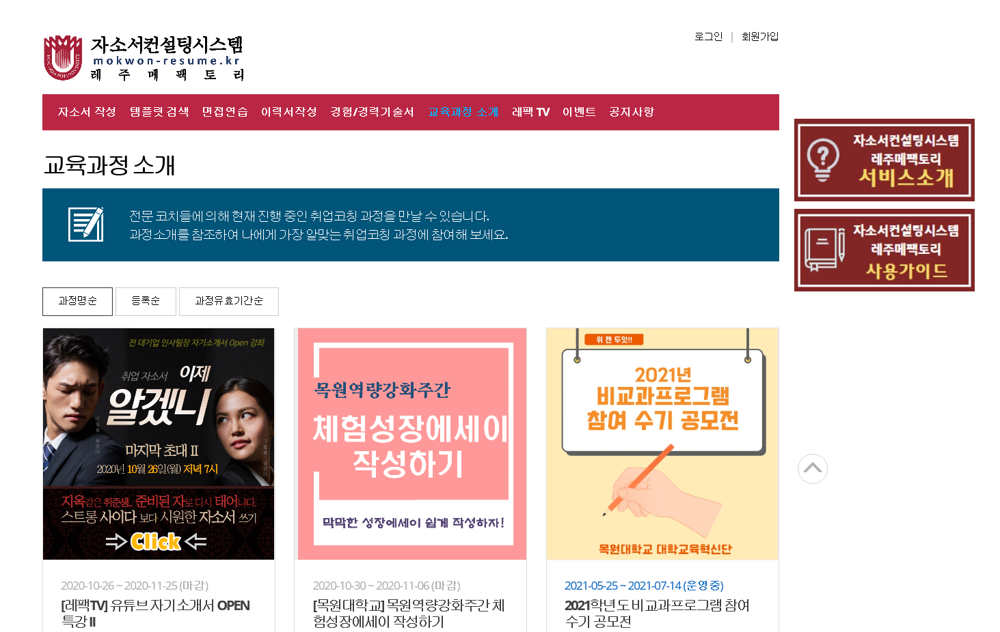 로그인 | 회원가입
자소서컨설팅시스템
mokwon-resume.kr
레 주 메 팩 토 리
자소서 작성 템플릿 검색 면접연습 이력서작성 경험/경력기술서 교육과정 소개 레팩 TV 이벤트 공지사항
자소서컨설팅시스템
레주메팩토리
서비스소개
자소서컨설팅시스템
레주메팩토리
사용가이드
교육과정 소개
전문 코치들에 의해 현재 진행 중인 취업코칭 과정을 만날 수 있습니다.
과정소개를 참조하여 나에게 가장 알맞는 취업코칭 과정에 참여해 보세요.
과정명순 등록순 과정유효기간순
전 대기업 인사팀장 자기소개서 Open 강좌
취업 자소서 이제
알겠니
마지막 초대 II
2020년 10월 26일(월) 저녁 7시
지옥같은 취준생... 준비된 자로 다시 태어나다.
스트롱 사이다 보다 시원한 자소서 쓰기
Click
2020-10-26 ~ 2020-11-25 (마감)
[레팩TV] 유튜브 자기소개서 OPEN
특강 II
목원역량강화주간
체험성장에세이
작성하기
막막한 성장에세이 쉽게 작성하자!
2020-10-30 ~ 2020-11-06 (마감)
[목원대학교] 목원역량강화주간 체
험성장에세이 작성하기
위 캔 두잇!!
2021년
비교과프로그램
참여 수기 공모전
목원대학교 대학교육혁신단
2021-05-25 ~ 2021-07-14 (운영중)
2021학년도 비교과프로그램 참여
수기 공모전